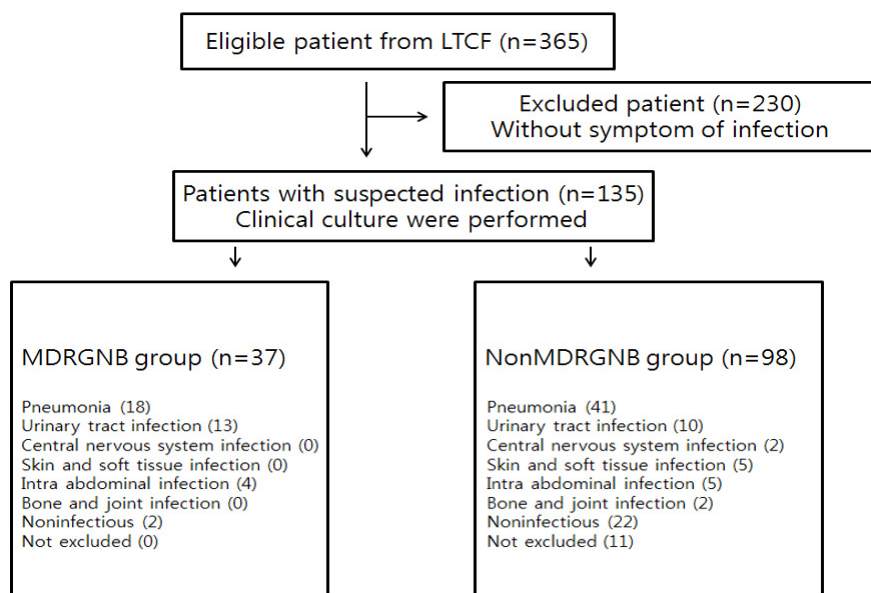 Eligible patient from LTCF (n=365)
Excluded patient (n=230)
Without symptom of infection
Patients with suspected infection (n=135)
Clinical culture were performed
MDRGNB group (n=37)
Pneumonia (18)
Urinary tract infection (13)
Central nervous system infection (0)
Skin and soft tissue infection (0)
Intra abdominal infection (4)
Bone and joint infection (0)
Noninfectious (2)
Not excluded (0)
NonMDRGNB group (n=98)
Pneumonia (41)
Urinary tract infection (10)
Central nervous system infection (2)
Skin and soft tissue infection (5)
Intra abdominal infection (5)
Bone and joint infection (2)
Noninfectious (22)
Not excluded (11)